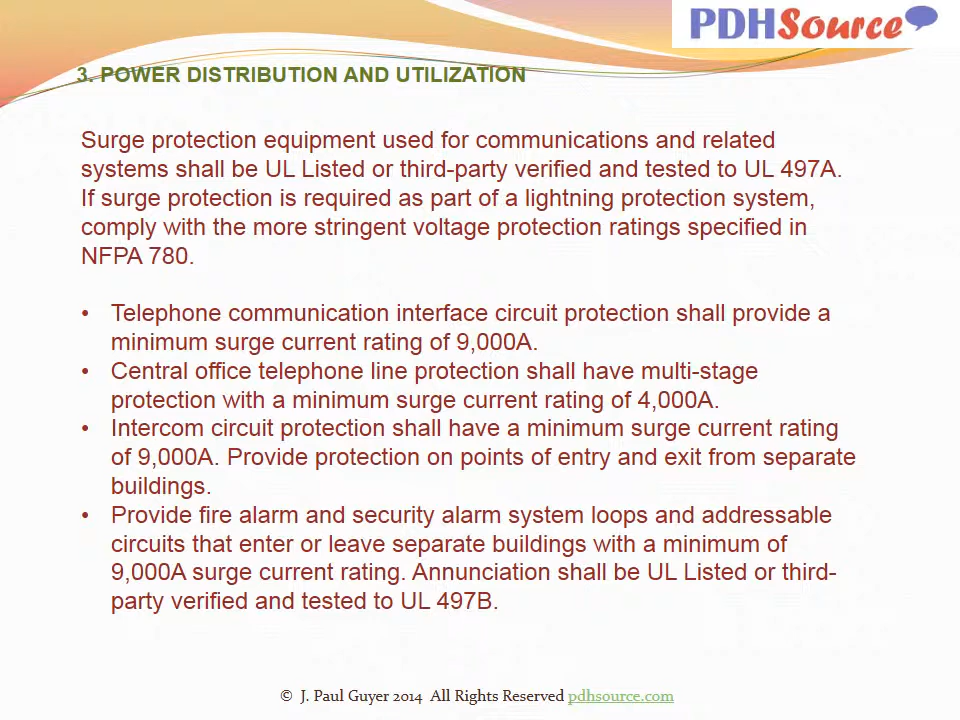 PDHSource
3. POWER DISTRIBUTION AND UTILIZATION
Surge protection equipment used for communications and related
systems shall be UL Listed or third-party verified and tested to UL 497A.
If surge protection is required as part of a lightning protection system,
comply with the more stringent voltage protection ratings specified in
NFPA 780.
• Telephone communication interface circuit protection shall provide a
minimum surge current rating of 9,000A.
• Central office telephone line protection shall have multi-stage
protection with a minimum surge current rating of 4,000A.
• Intercom circuit protection shall have a minimum surge current rating
of 9,000A. Provide protection on points of entry and exit from separate
buildings.
• Provide fire alarm and security alarm system loops and addressable
circuits that enter or leave separate buildings with a minimum of
9,000A surge current rating. Annunciation shall be UL Listed or third-
party verified and tested to UL 497B.
© J. Paul Guyer 2014 All Rights Reserved pdhsource.com